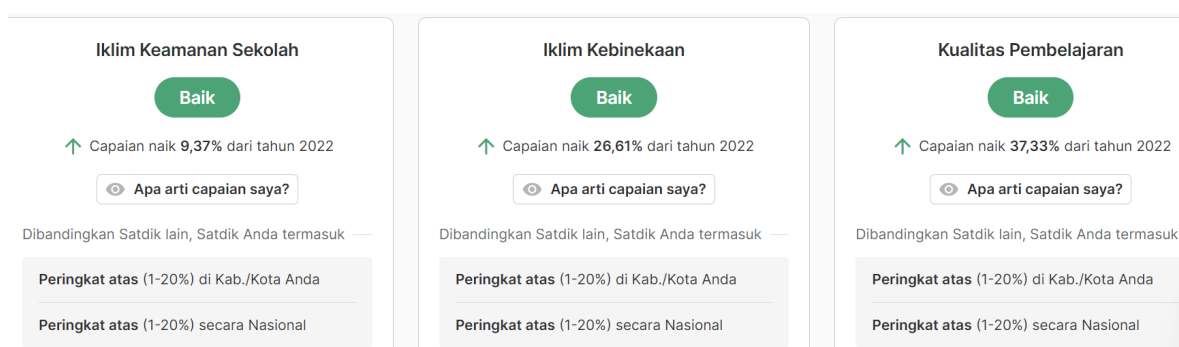 Iklim Keamanan Sekolah
Baik
Capaian naik 9,37% dari tahun 2022
Apa arti capaian saya?
Dibandingkan Satdik lain, Satdik Anda termasuk
Peringkat atas (1-20%) di Kab./Kota Anda
Peringkat atas (1-20%) secara Nasional
Iklim Kebinekaan
Baik
Capaian naik 26,61% dari tahun 2022
Apa arti capaian saya?
Dibandingkan Satdik lain, Satdik Anda termasuk
Peringkat atas (1-20%) di Kab./Kota Anda
Peringkat atas (1-20%) secara Nasional
Kualitas Pembelajaran
Baik
Capaian naik 37,33% dari tahun 2022
Apa arti capaian saya?
Dibandingkan Satdik lain, Satdik Anda termasuk
Peringkat atas (1-20%) di Kab./Kota Anda
Peringkat atas (1-20%) secara Nasional